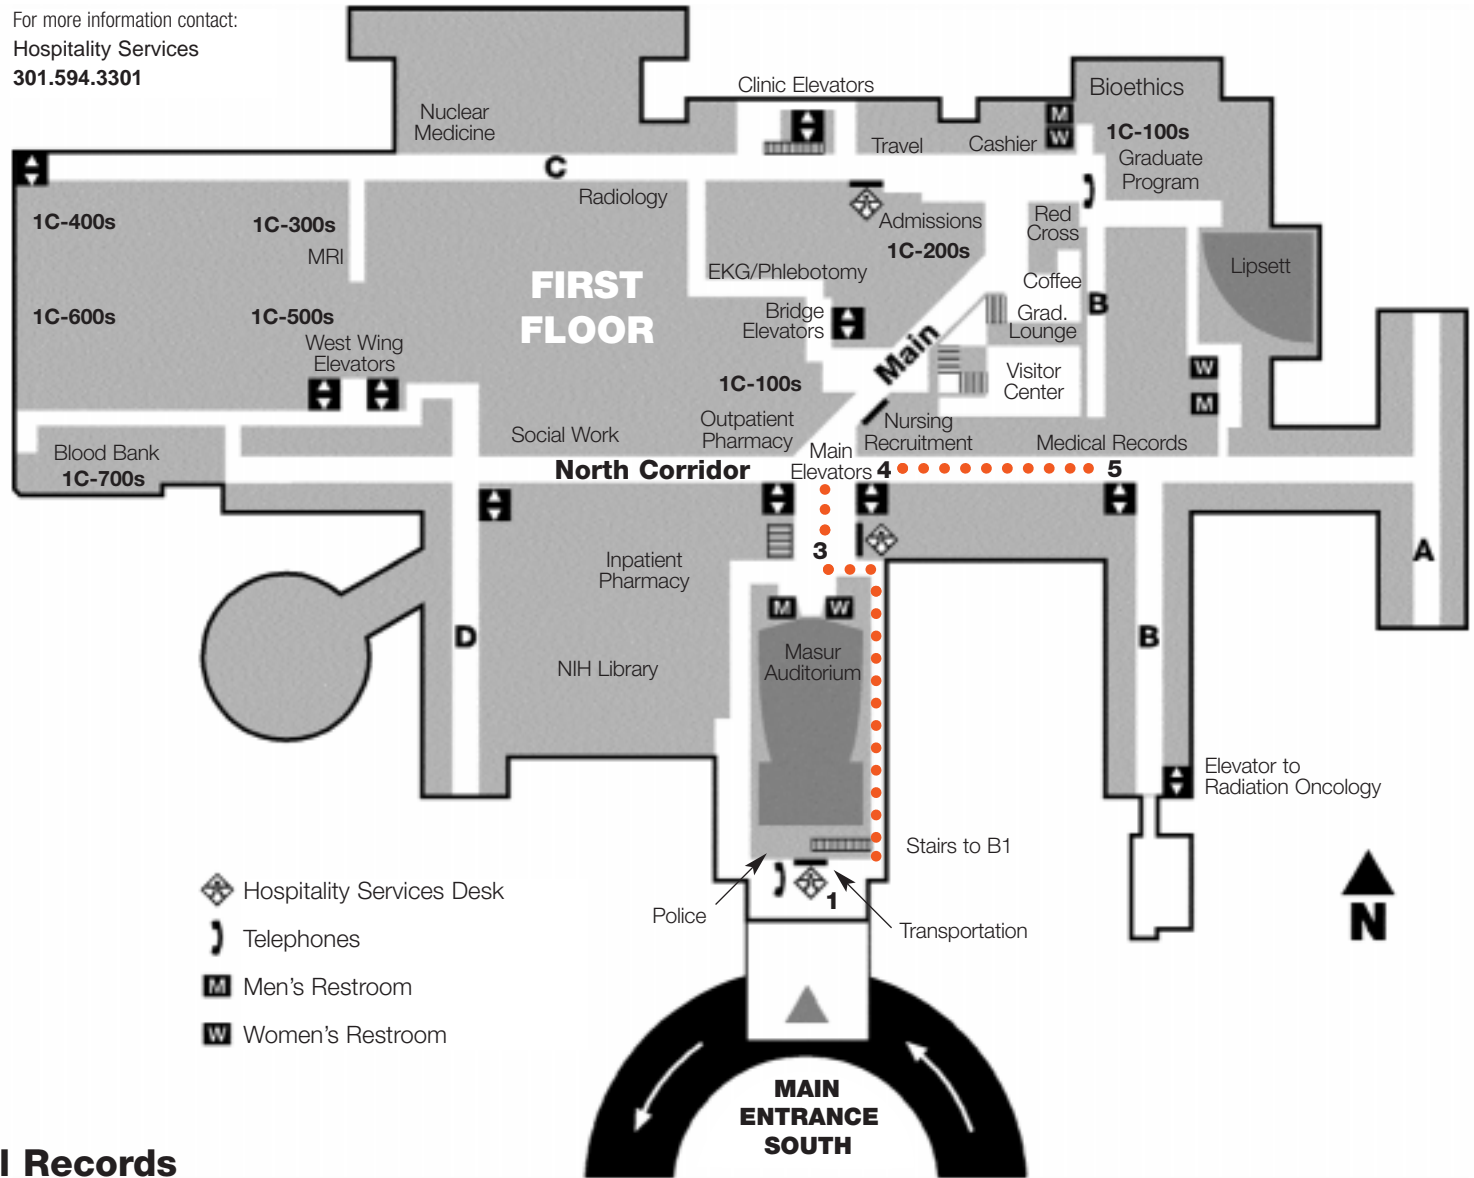 For more information contact:
Hospitality Services
301.594.3301
Clinic Elevators
Bioethics
Nuclear
Medicine
M
W
1C-100s
Travel
Cashier
Graduate
Program
C
Radiology
1C-400s
1C-300s
MRI
Admissions
1C-200s
Red
Cross
Lipsett
EKG/Phlebotomy
FIRST
FLOOR
Coffee
B
1C-600s
1C-500s
Bridge
Elevators
Grad.
Lounge
Main
West Wing
Elevators
1C-100s
Visitor
Center
W
M
Outpatient
Pharmacy
Nursing
Recruitment
Social Work
Medical Records
Blood Bank
1C-700s
Main
Elevators
North Corridor
4
5
3
Inpatient
Pharmacy
A
M
W
D
B
Masur
Auditorium
NIH Library
Elevator to
Radiation Oncology
Stairs to B1
1
Police
Transportation
N
Hospitality Services Desk
Telephones
M Men's Restroom
W Women's Restroom
MAIN
ENTRANCE
SOUTH
l Records